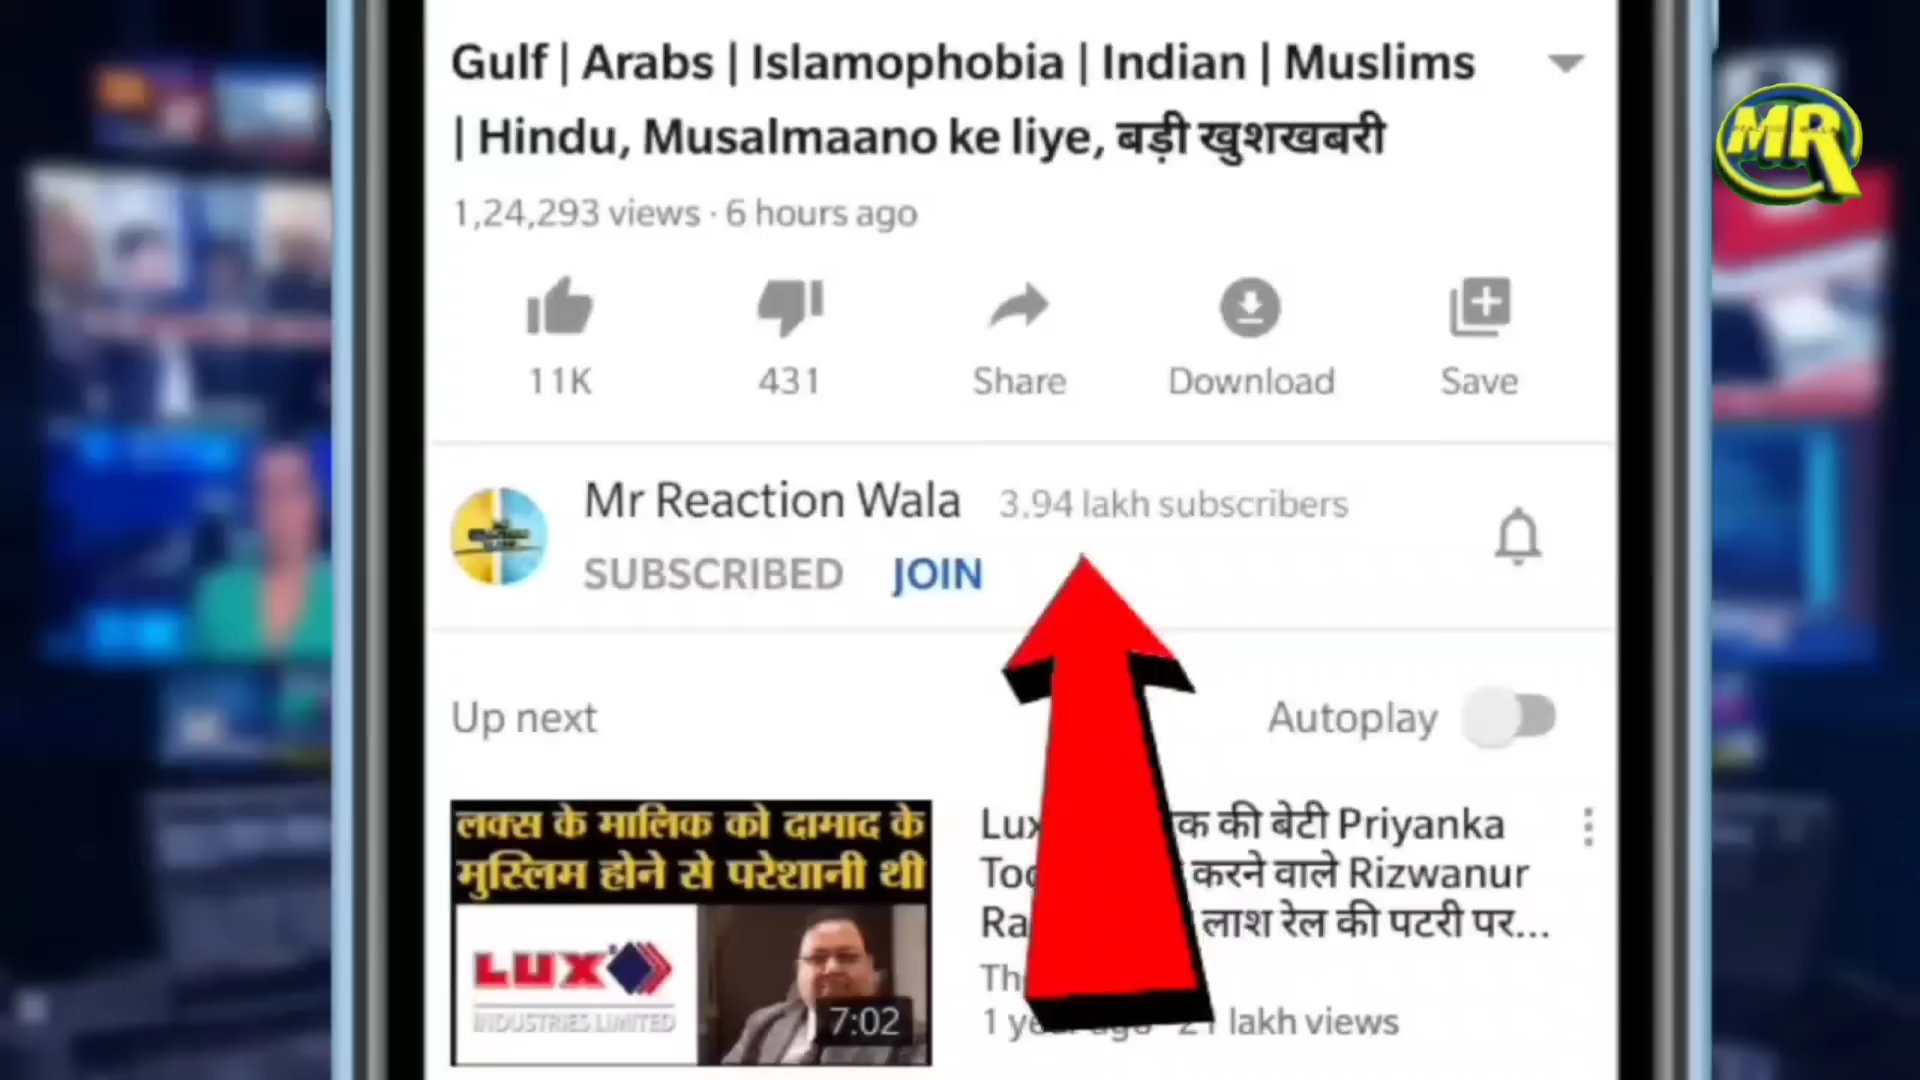 Gulf | Arabs | Islamophobia | Indian | Muslims
| Hindu, Musalmaano ke liye, बड़ी खुशखबरी
1,24,293 views · 6 hours ago
11K
431
Share
Download
Save
Mr Reaction Wala
3.94 lakh subscribers
SUBSCRIBED
JOIN
Up next
Autoplay
लक्स के मालिक को दामाद के
मुस्लिम होने से परेशानी थी
LUX
INDUSTRIES LIMITED
7:02
की बेटी Priyanka
करने वाले Rizwanur
लाश रेल की पटरी पर...
lakh views
MR